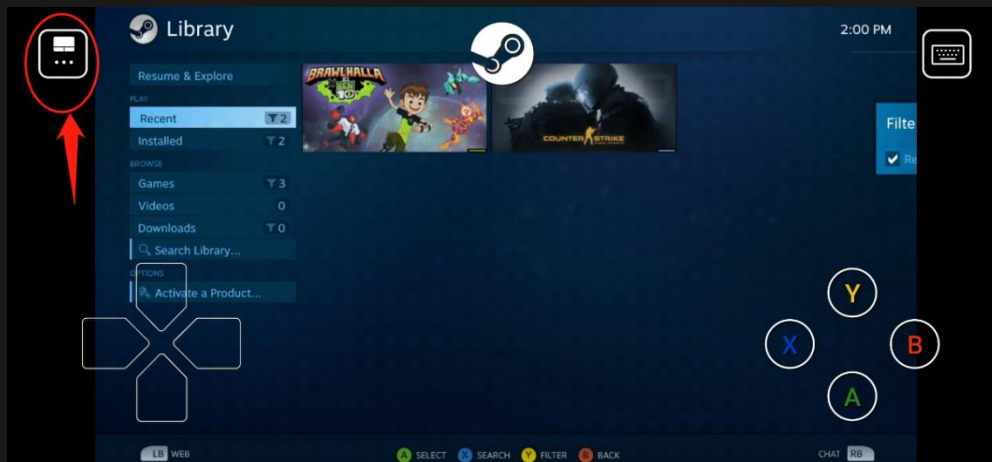 Library
2:00 PM
Resume & Explore
PLAY
Recent 2
Installed 2
BROWSE
Games 3
Videos 0
Downloads 0
Search Library...
OPTIONS
Activate a Product...
BRAWLHALLA
BEN 10
COUNTER STRIKE
Filte
Re
Y
X
B
A
LB WEB
A SELECT X SEARCH Y FILTER B BACK
CHAT RB